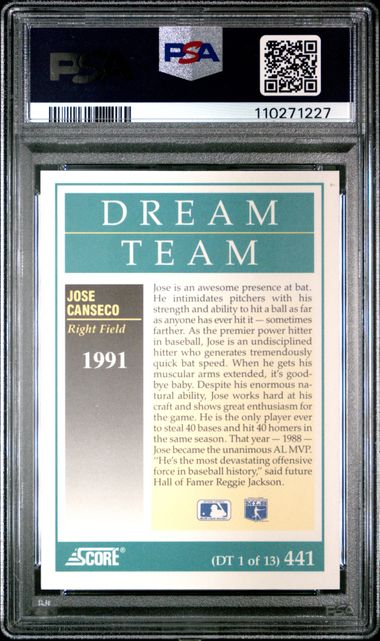 PSA
PSA
110271227
DREAM
TEAM
JOSE
CANSECO
Right Field
1991
Jose is an awesome presence at bat.
He intimidates pitchers with his
strength and ability to hit a ball as far
as anyone has ever hit it — sometimes
farther. As the premier power hitter
in baseball, Jose is an undisciplined
hitter who generates tremendously
quick bat speed. When he gets his
muscular arms extended, it's good-
bye baby. Despite his enormous na-
tural ability, Jose works hard at his
craft and shows great enthusiasm for
the game. He is the only player ever
to steal 40 bases and hit 40 homers in
the same season. That year — 1988 —
Jose became the unanimous AL MVP.
"He's the most devastating offensive
force in baseball history," said future
Hall of Famer Reggie Jackson.
SCORE®
(DT 1 of 13) 441